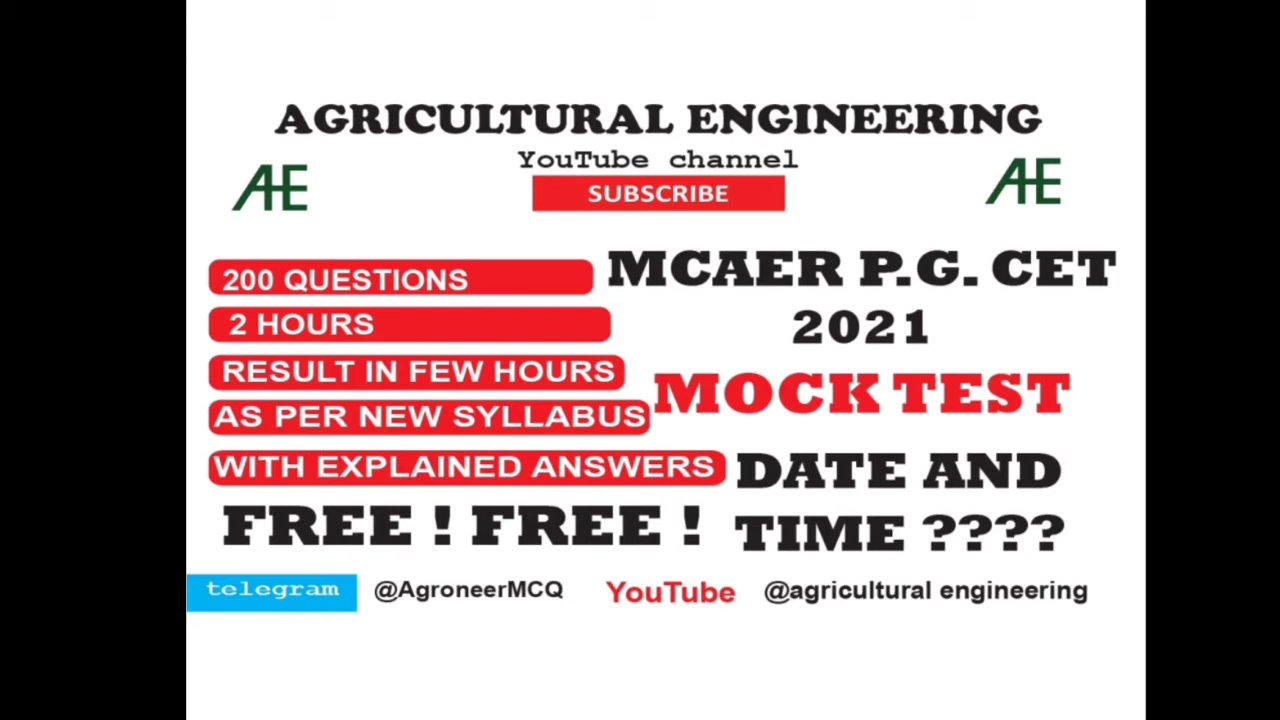 AGRICULTURAL ENGINEERING
YouTube channel
SUBSCRIBE
AE
AE
200 QUESTIONS
2 HOURS
RESULT IN FEW HOURS
AS PER NEW SYLLABUS
WITH EXPLAINED ANSWERS
FREE ! FREE !
MCAER P.G. CET
2021
MOCK TEST
DATE AND
TIME ????
telegram @AgroneerMCQ YouTube @agricultural engineering